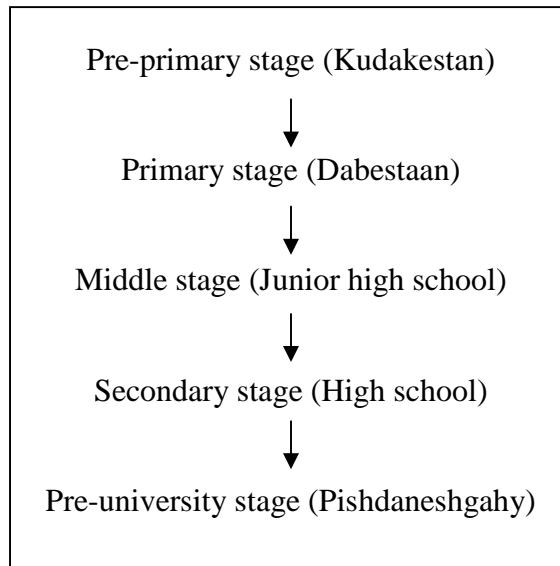 Pre-primary stage (Kudakestan)
Primary stage (Dabestaan)
Middle stage (Junior high school)
Secondary stage (High school)
Pre-university stage (Pishdaneshgahy)